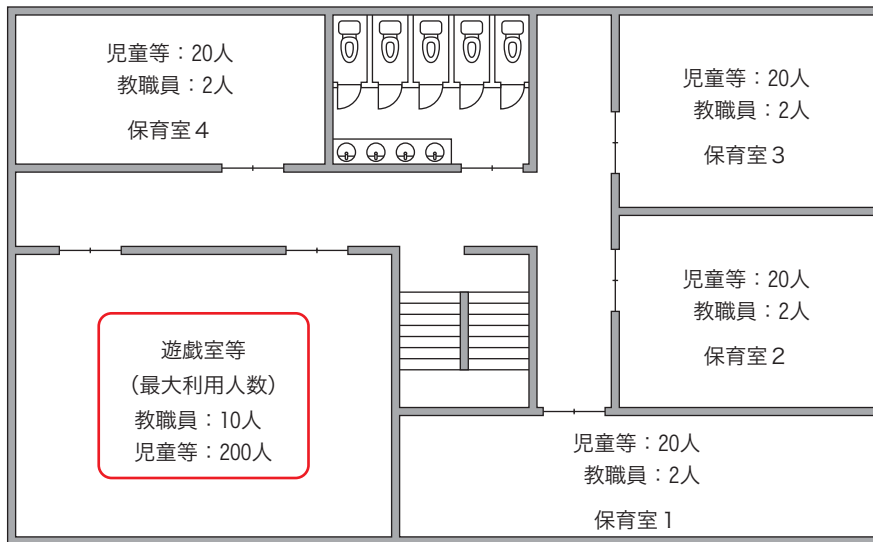 児童等：20人
教職員：2人
保育室４
児童等：20人
教職員：2人
保育室３
児童等：20人
教職員：2人
保育室２
遊戯室等
（最大利用人数）
教職員：10人
児童等：200人
児童等：20人
教職員：2人
保育室１